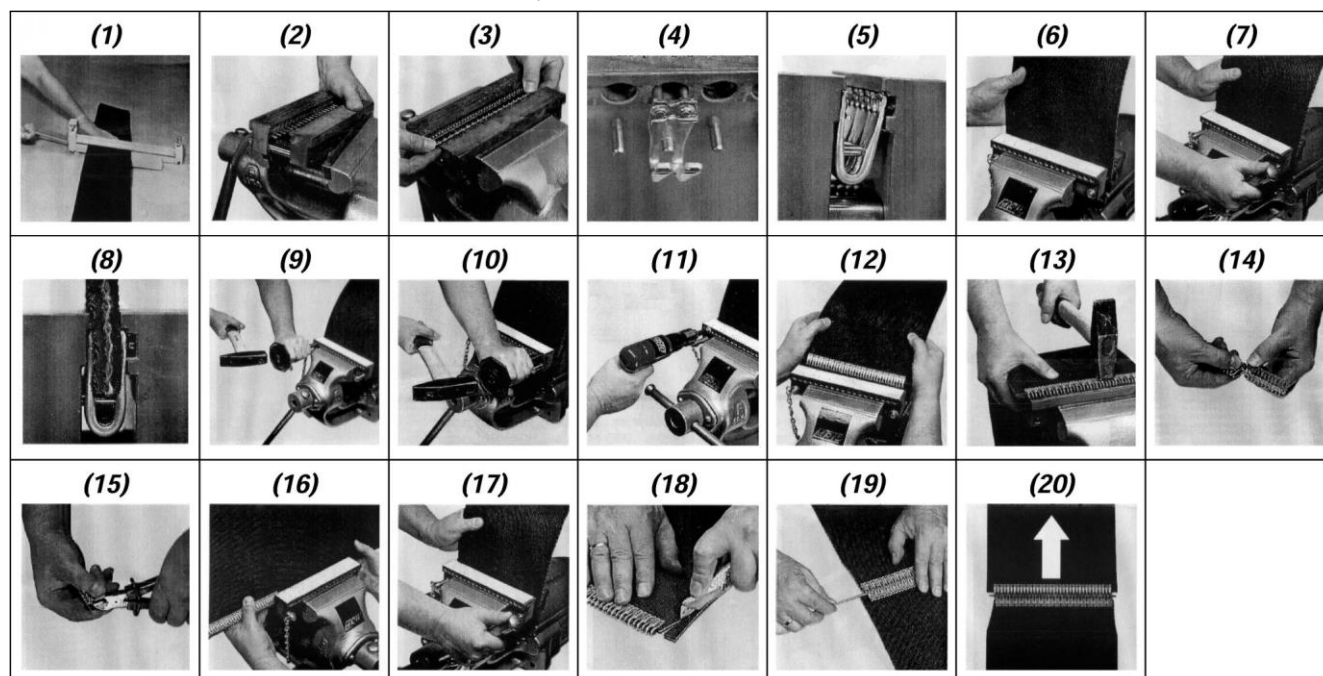 (1) (2) (3) (4) (5) (6) (7)
(8) (9) (10) (11) (12) (13) (14)
(15) (16) (17) (18) (19) (20)